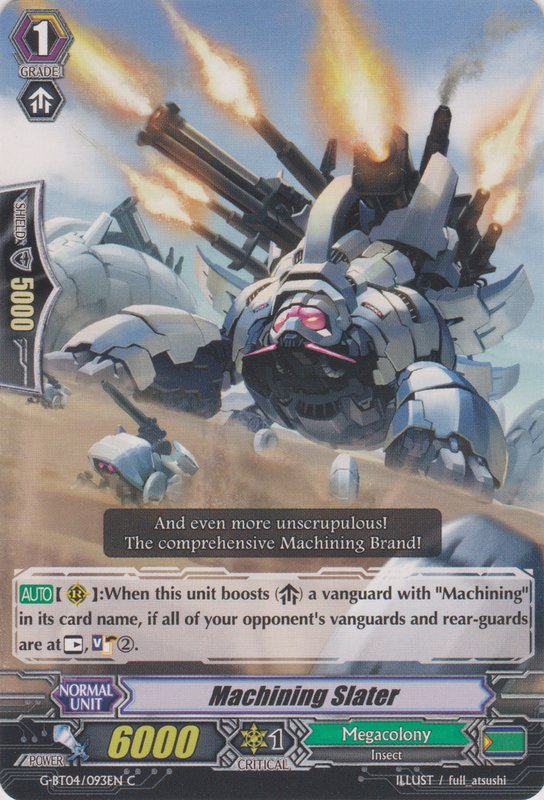 1
GRADE
SHIELD
5000
And even more unscrupulous!
The comprehensive Machining Brand!
AUTO【 R 】:When this unit boosts ( ) a vanguard with "Machining"
in its card name, if all of your opponent's vanguards and rear-guards
are at , V ②.
NORMAL
UNIT
Machining Slater
POWER
6000
1
CRITICAL
Megacolony
Insect
G-BT04/093EN C
ILLUST / full_atsushi